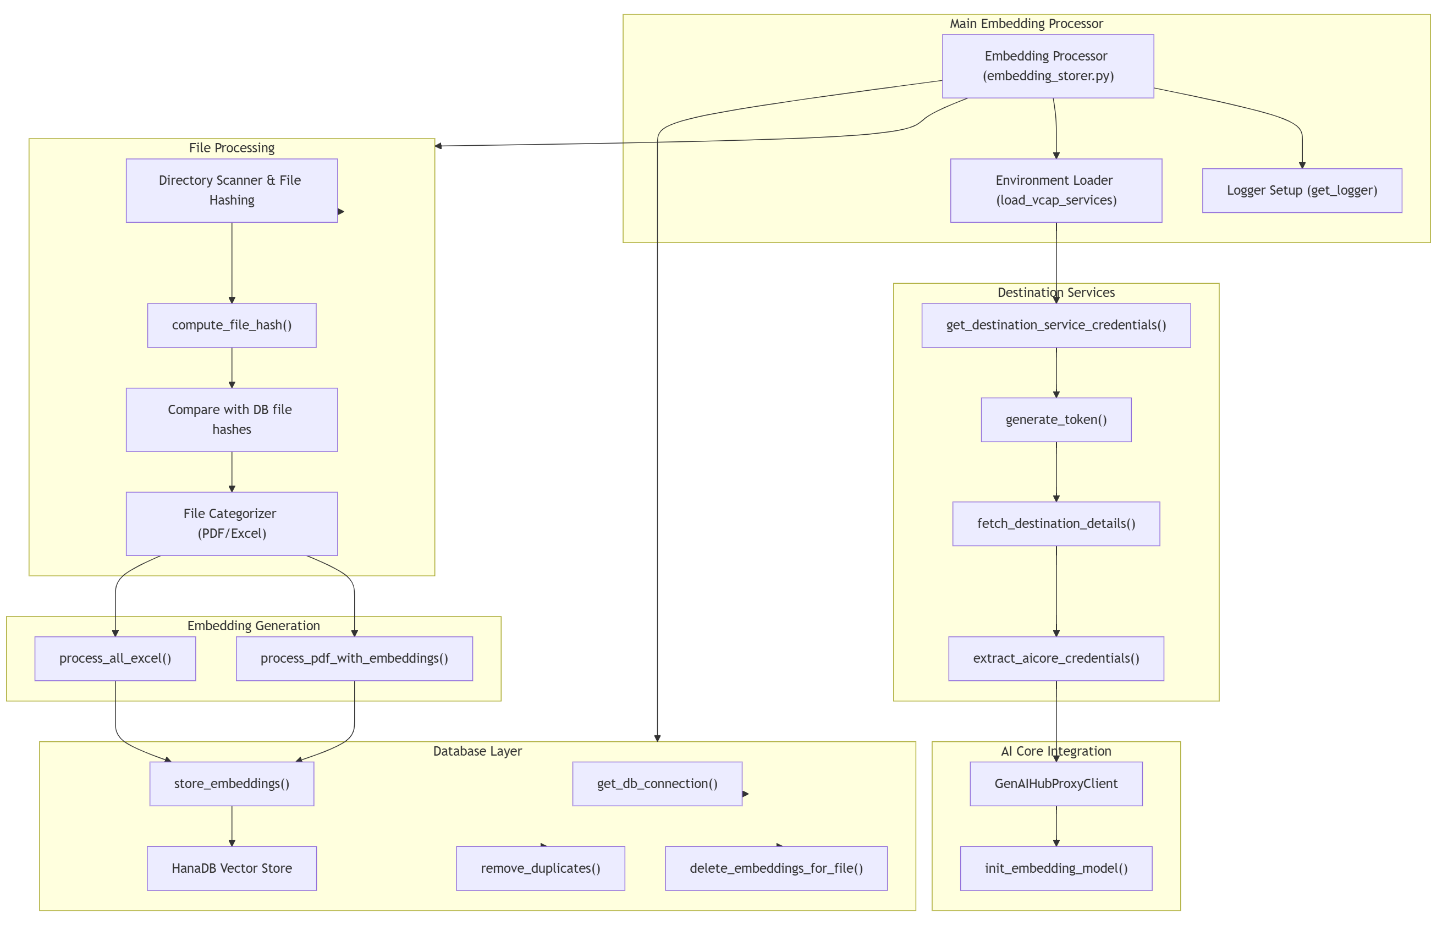 Main Embedding Processor
Embedding Processor
(embedding_storer.py)
Environment Loader
(load_vcap_services)
Logger Setup (get_logger)
File Processing
Directory Scanner & File
Hashing
compute_file_hash()
Compare with DB file
hashes
File Categorizer
(PDF/Excel)
Destination Services
get_destination_service_credentials()
generate_token()
fetch_destination_details()
extract_aicore_credentials()
Embedding Generation
process_all_excel()
process_pdf_with_embeddings()
Database Layer
store_embeddings()
get_db_connection()
HanaDB Vector Store
remove_duplicates()
delete_embeddings_for_file()
AI Core Integration
GenAIHubProxyClient
init_embedding_model()